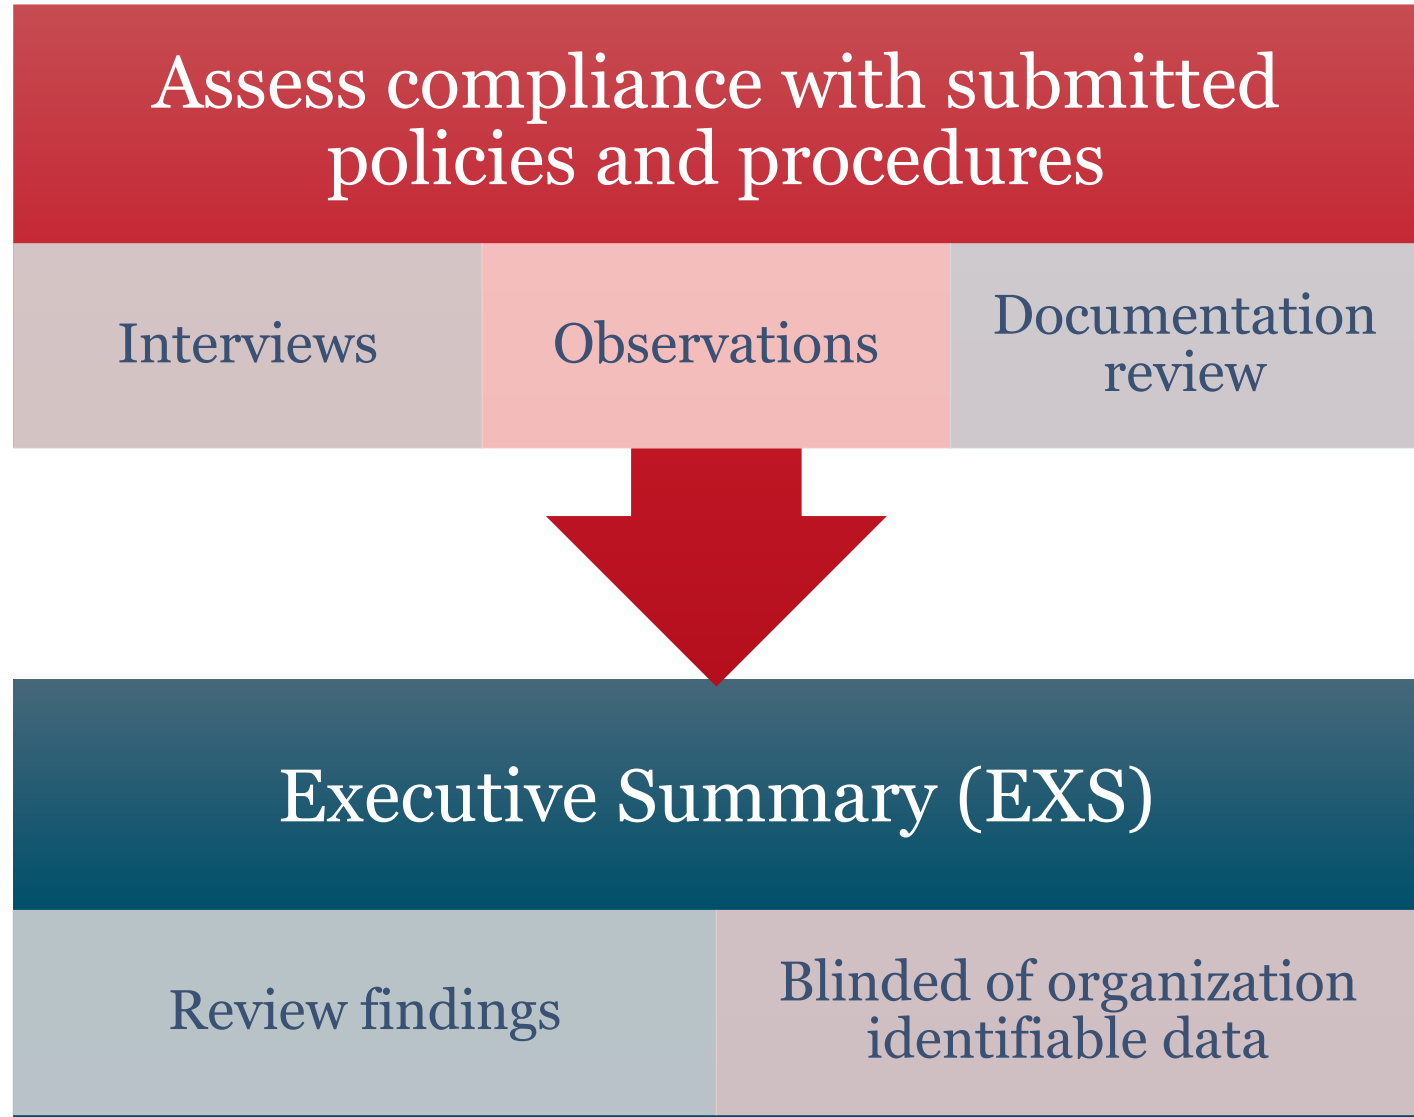 Assess compliance with submitted
policies and procedures
Interviews
Observations
Documentation
review
Executive Summary (EXS)
Review findings
Blinded of organization
identifiable data